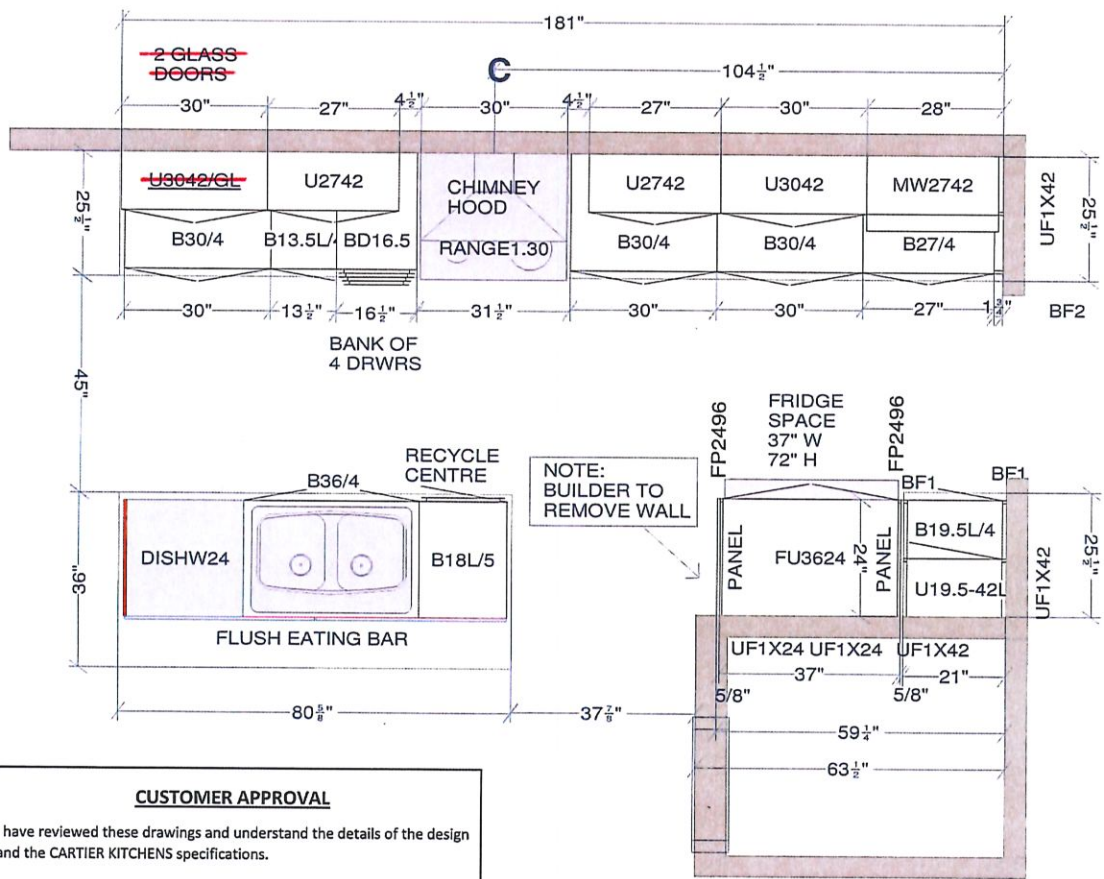 181"
2 GLASS
DOORS
C
104½"
30"
27"
4½"
30"
4½"
27"
30"
28"
U3042/GL
U2742
CHIMNEY
HOOD
U2742
U3042
MW2742
UF1X42
25½"
25½"
B30/4
B13.5L/4
BD16.5
RANGE1.30
B30/4
B30/4
B27/4
30"
13½"
16½"
31½"
30"
30"
27"
BF2
BANK OF
4 DRWRS
45"
FP2496
FRIDGE
SPACE
37" W
72" H
FP2496
RECYCLE
CENTRE
NOTE:
BUILDER TO
REMOVE WALL
B36/4
BF1
BF1
DISHW24
B18L/5
PANEL
FU3624
24"
PANEL
B19.5L/4
U19.5-42L
25½"
UF1X42
36"
FLUSH EATING BAR
UF1X24 UF1X24 UF1X42
37"
21"
5/8"
5/8"
80⅝"
37⅞"
59¼"
63½"
CUSTOMER APPROVAL
have reviewed these drawings and understand the details of the design
and the CARTIER KITCHENS specifications.